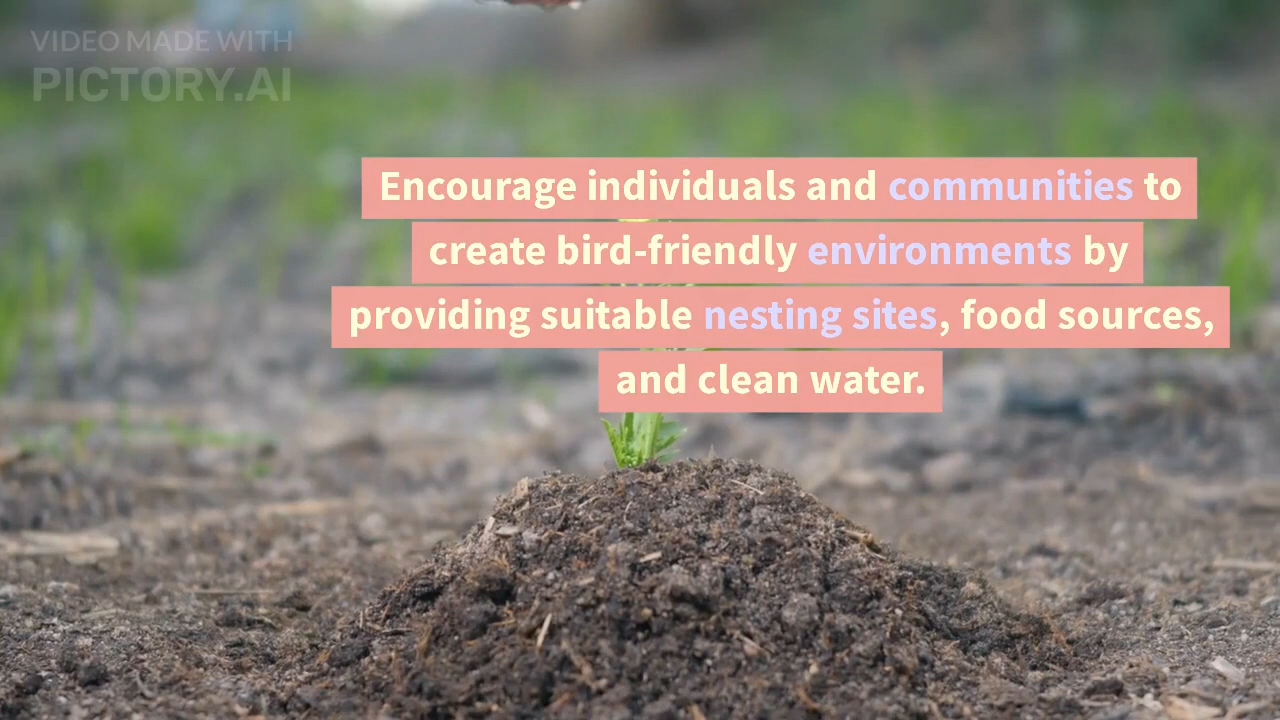 VIDEO MADE WITH
PICTORY.AI
Encourage individuals and communities to
create bird-friendly environments by
providing suitable nesting sites, food sources,
and clean water.